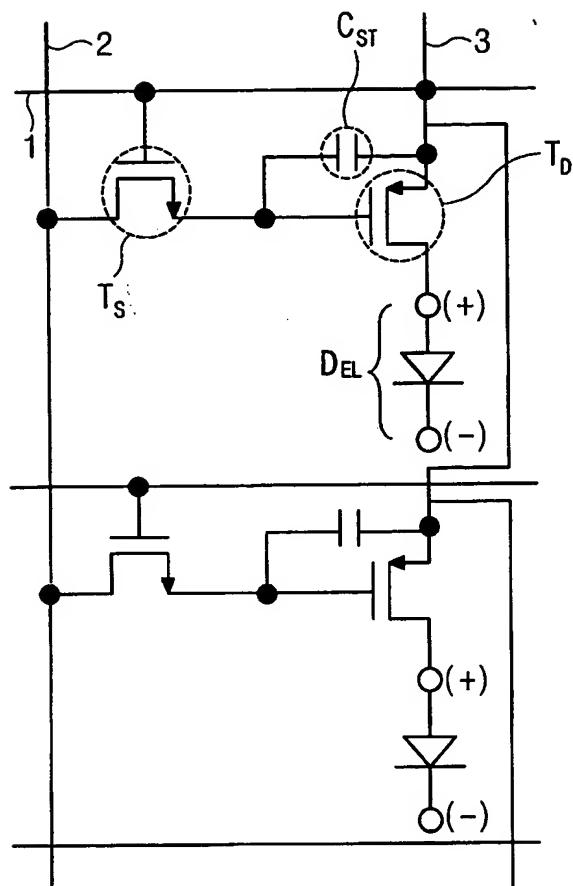 2
C_ST
3
1
T_D
T_S
(+)
D_EL
(-)
(+)
(-)